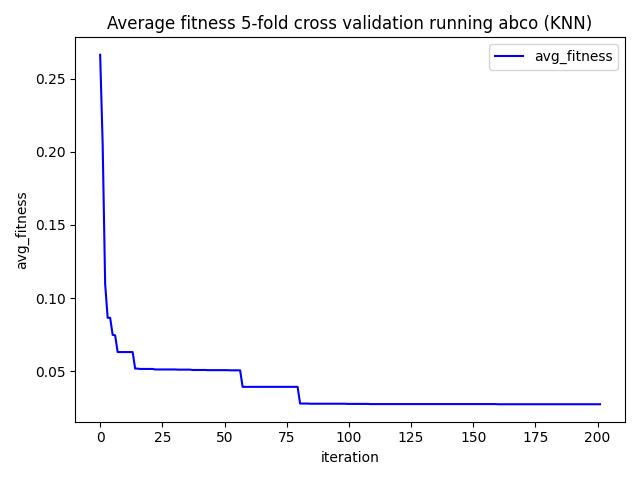 Average fitness 5-fold cross validation running abco (KNN)
avg_fitness
0.25
0.20
0.15
0.10
0.05
avg_fitness
0 25 50 75 100 125 150 175 200
iteration